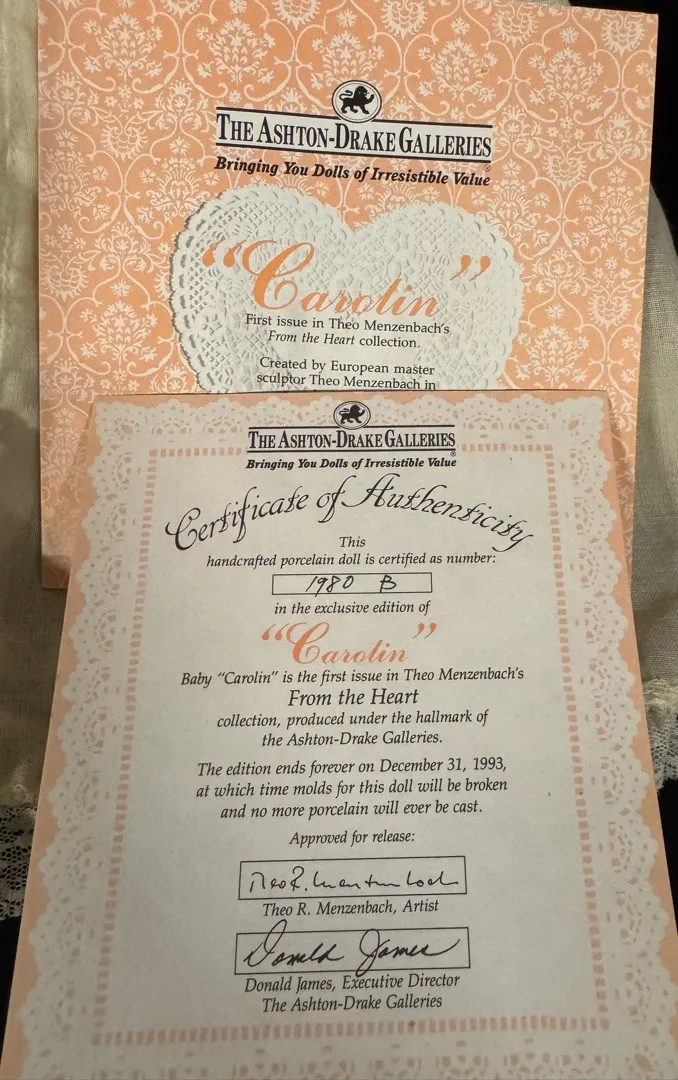 THE ASHTON-DRAKE GALLERIES
®
Bringing You Dolls of Irresistible Value
“Carolin”
First issue in Theo Menzenbach's
From the Heart collection.
Created by European master
sculptor Theo Menzenbach in
THE ASHTON-DRAKE GALLERIES
®
Bringing You Dolls of Irresistible Value
Certificate of Authenticity
This
handcrafted porcelain doll is certified as number:
1980 B
in the exclusive edition of
“Carolin”
Baby “Carolin” is the first issue in Theo Menzenbach's
From the Heart
collection, produced under the hallmark of
the Ashton-Drake Galleries.
The edition ends forever on December 31, 1993,
at which time molds for this doll will be broken
and no more porcelain will ever be cast.
Approved for release:
Theo R. Menzenbach
Theo R. Menzenbach, Artist
Donald James
Donald James, Executive Director
The Ashton-Drake Galleries